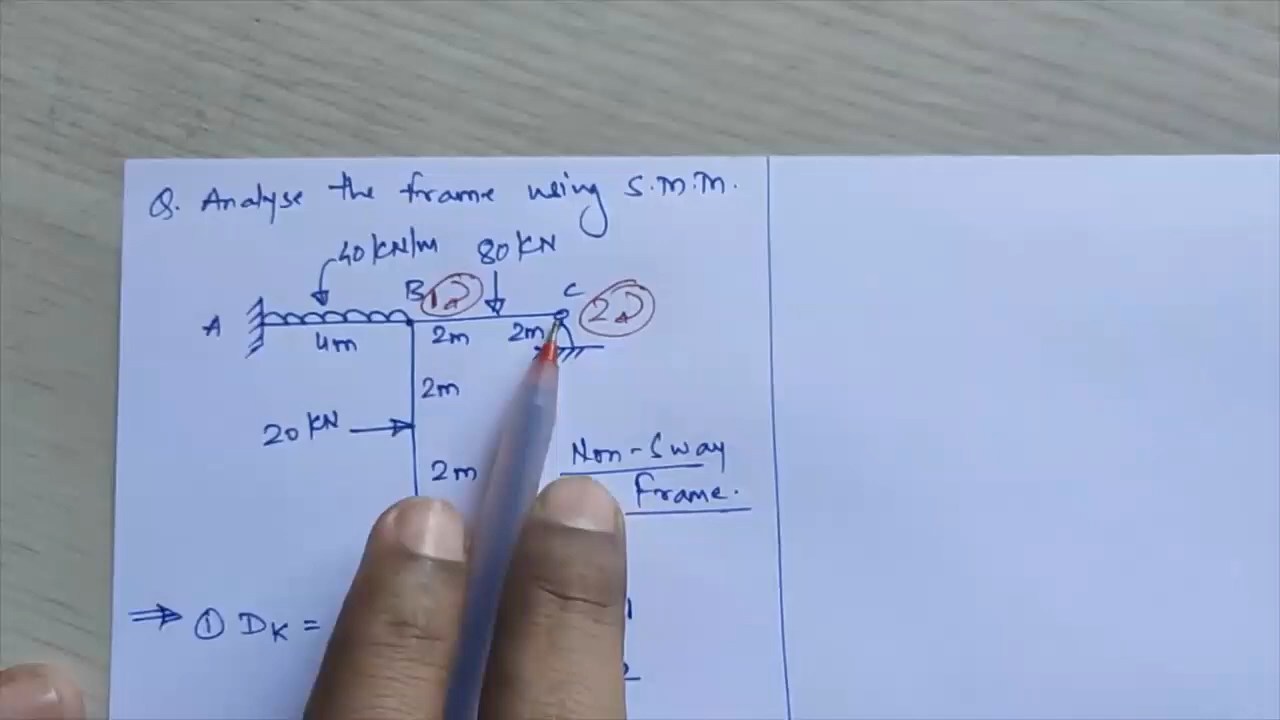 Q. Analyse the frame using S.M.M.
40 KN/m 80 KN
B 1 C 2
A
4m 2m 2m
2m
20 KN
2m
Non-Sway
Frame.
⇒ ① DK =